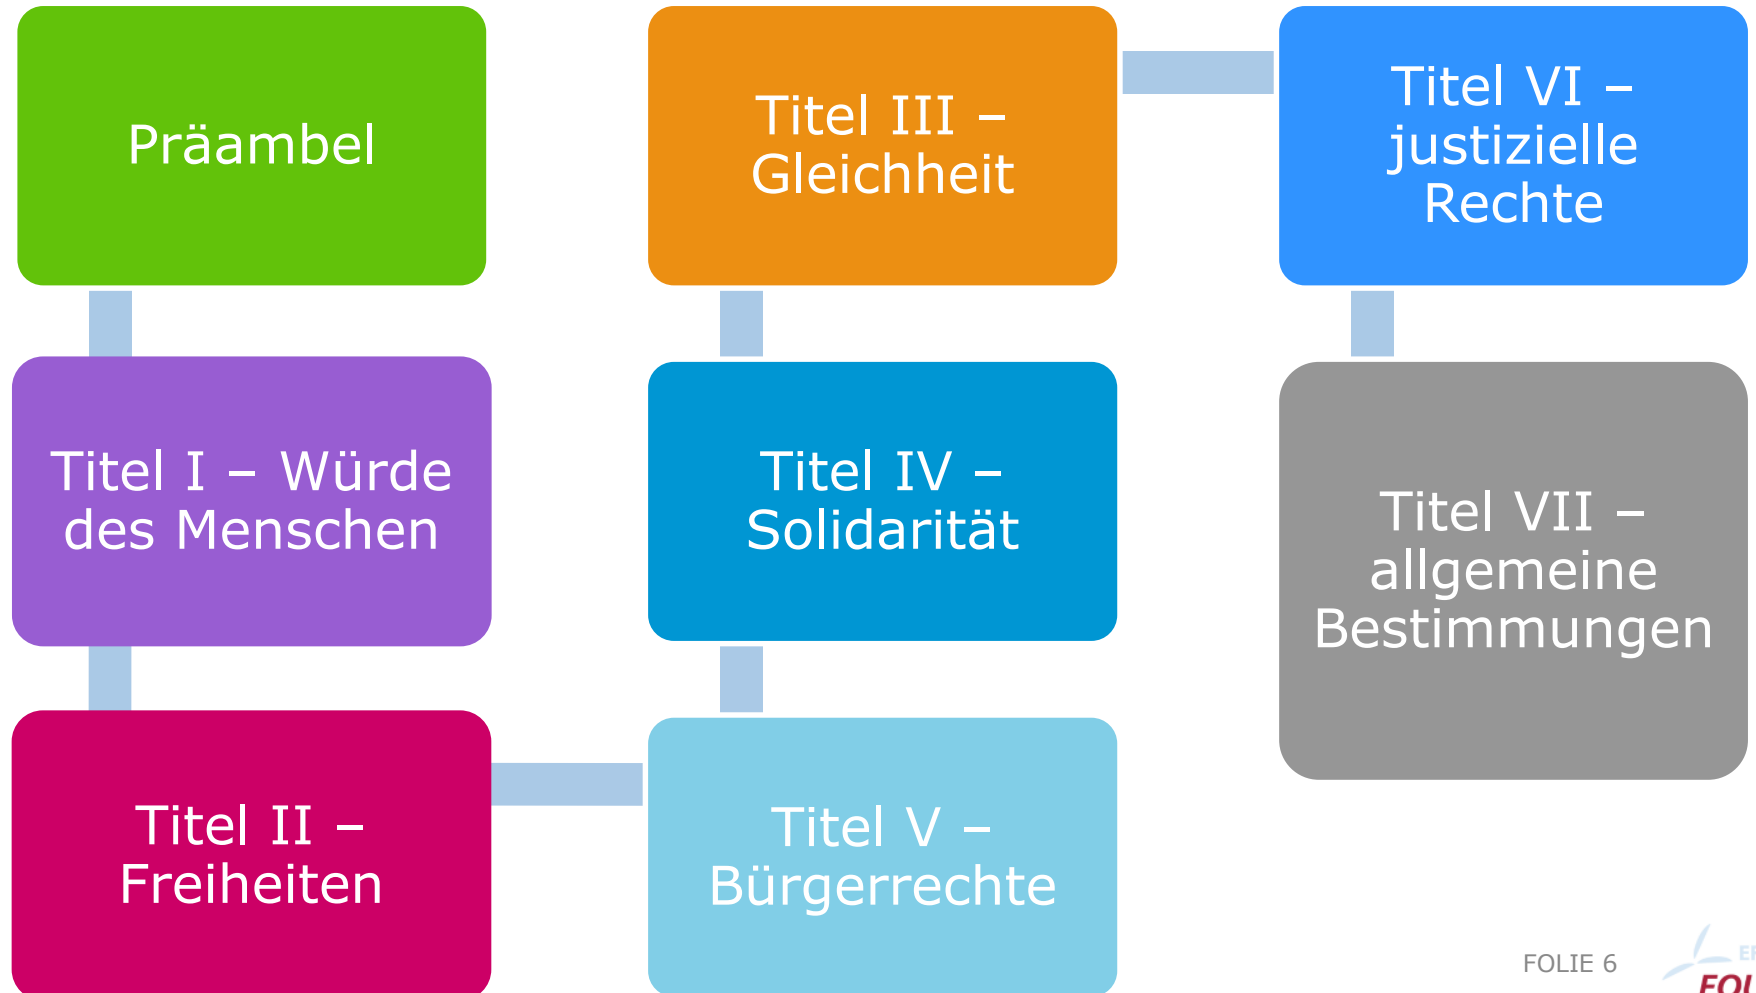 Präambel
Titel I – Würde
des Menschen
Titel II –
Freiheiten
Titel III –
Gleichheit
Titel IV –
Solidarität
Titel V –
Bürgerrechte
Titel VI –
justizielle
Rechte
Titel VII –
allgemeine
Bestimmungen
FOLIE 6